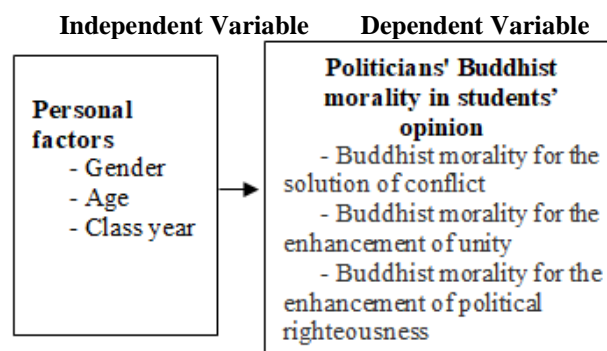 Independent Variable Dependent Variable
Personal
factors
- Gender
- Age
- Class year
Politicians' Buddhist
morality in students’
opinion
- Buddhist morality for the
solution of conflict
- Buddhist morality for the
enhancement of unity
- Buddhist morality for the
enhancement of political
righteousness